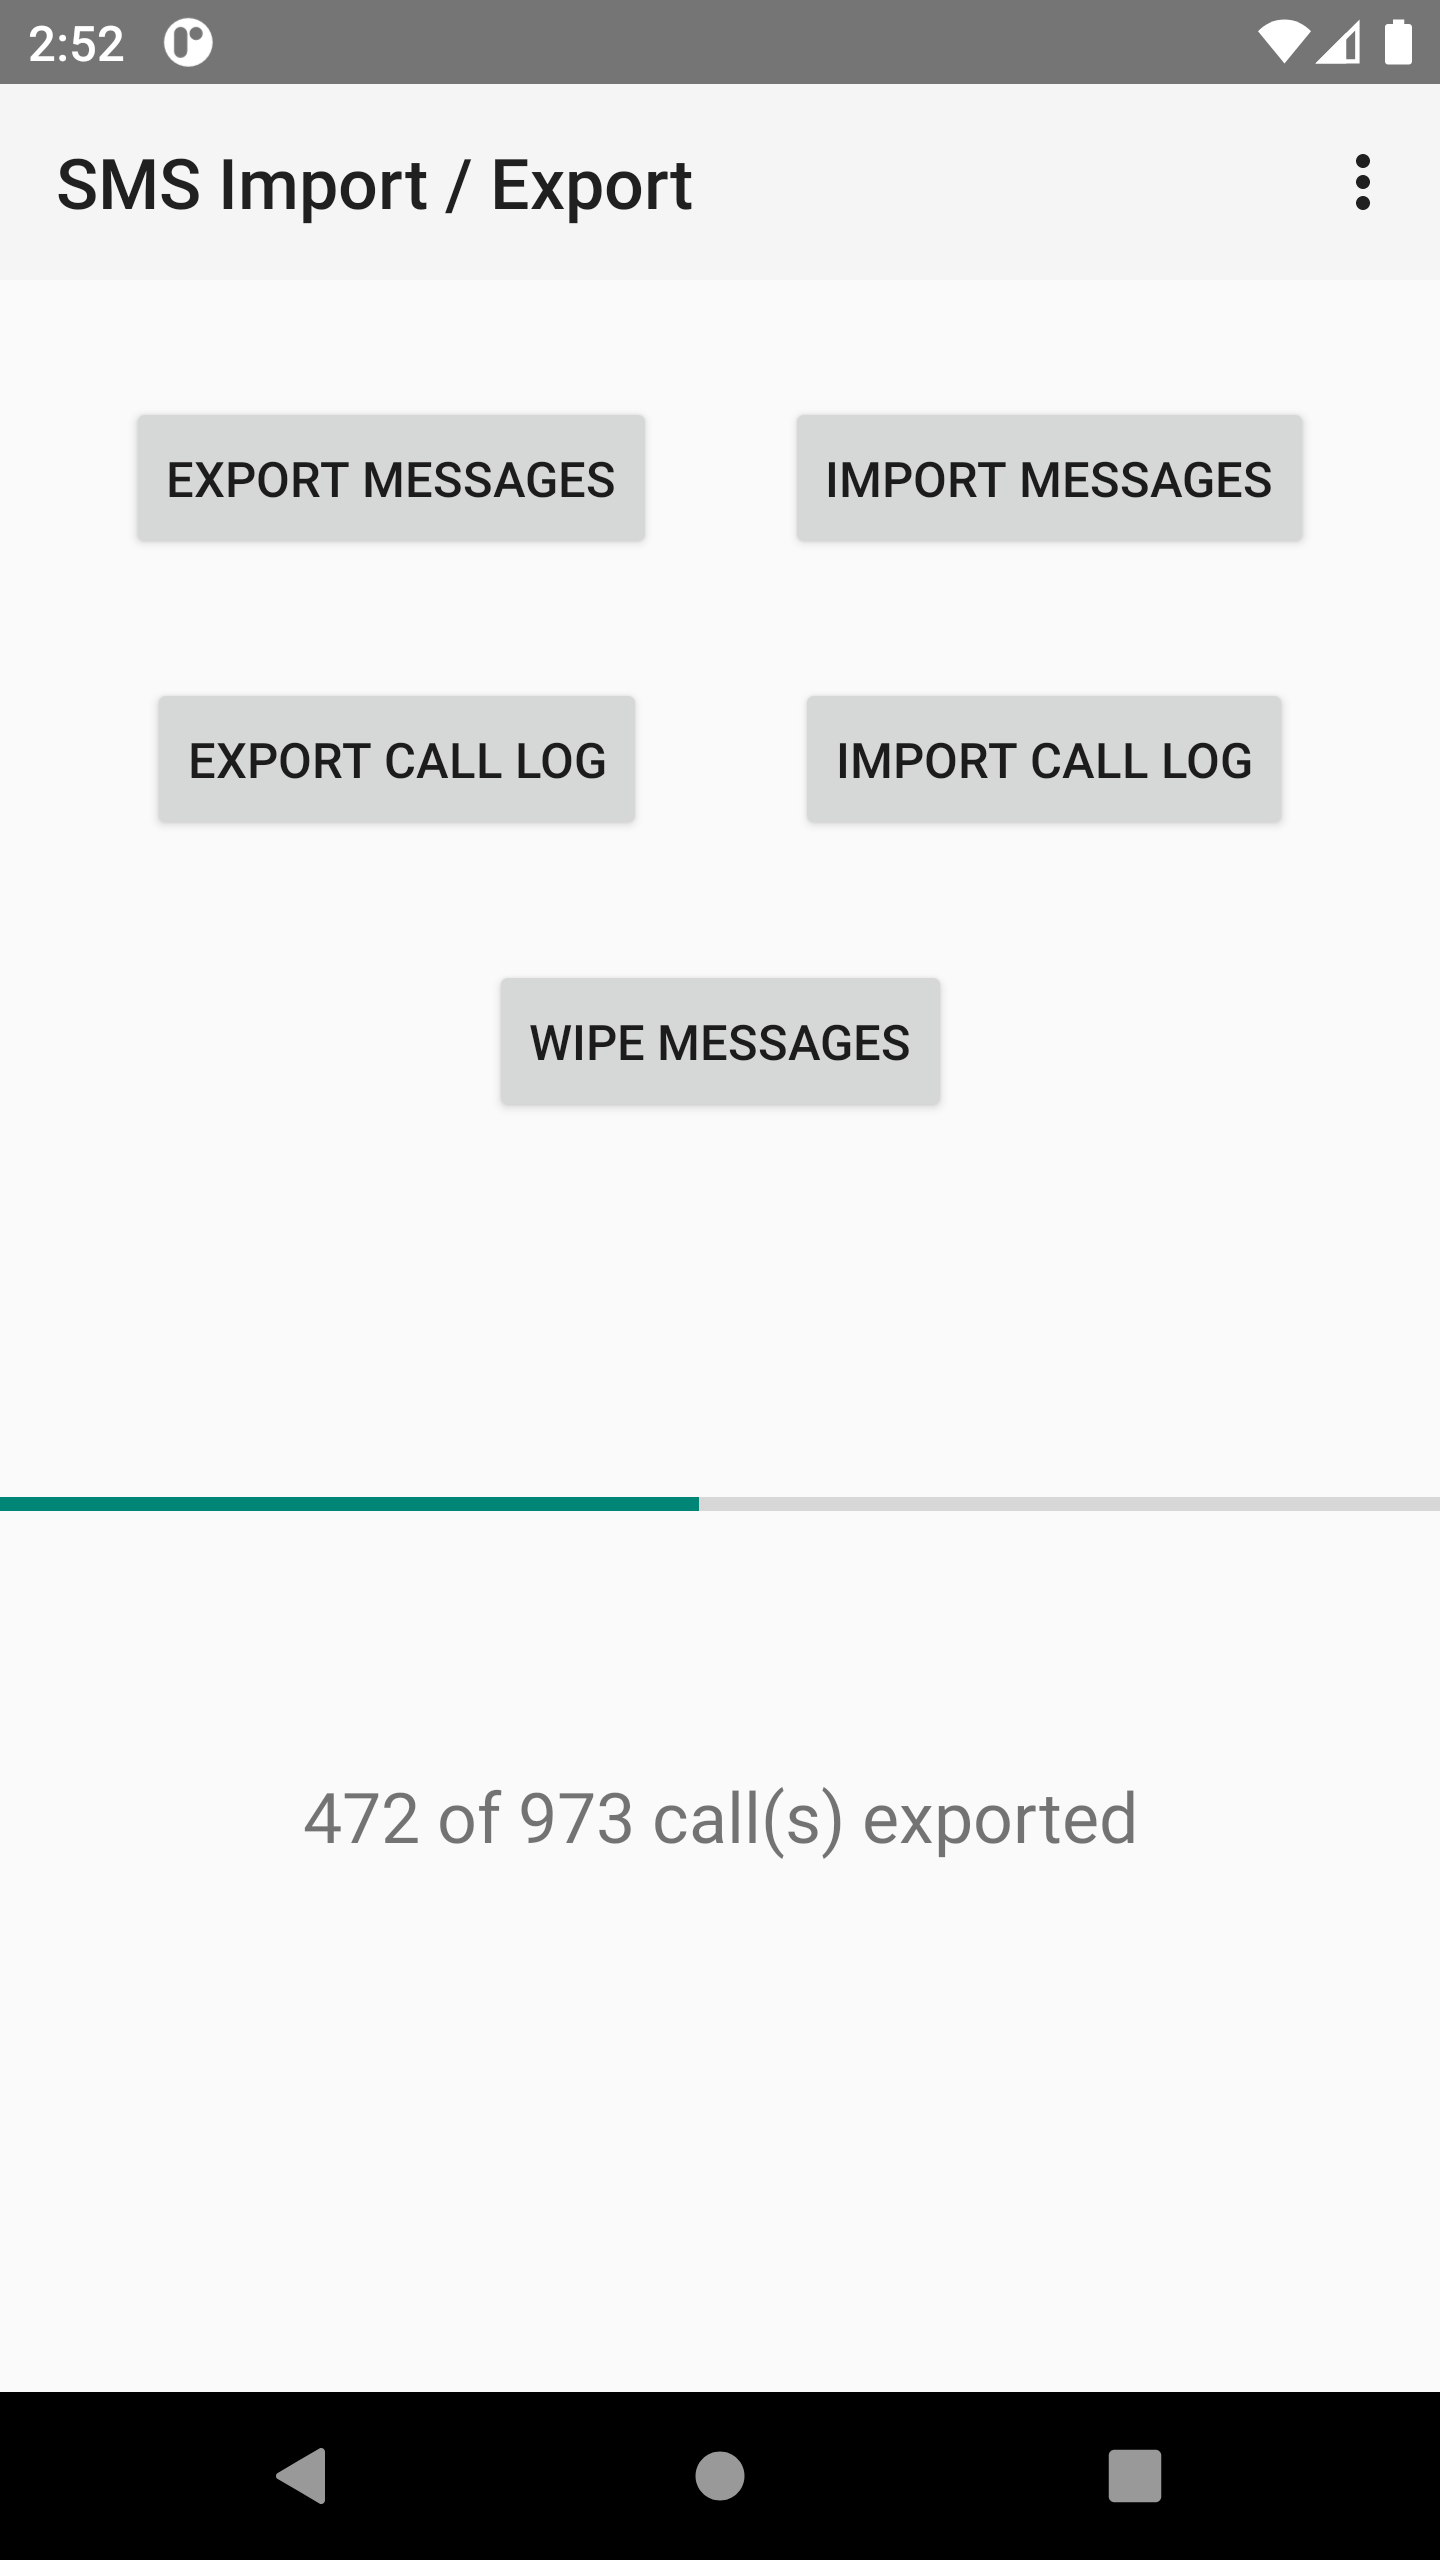 2:52
SMS Import / Export
EXPORT MESSAGES
IMPORT MESSAGES
EXPORT CALL LOG
IMPORT CALL LOG
WIPE MESSAGES
472 of 973 call(s) exported